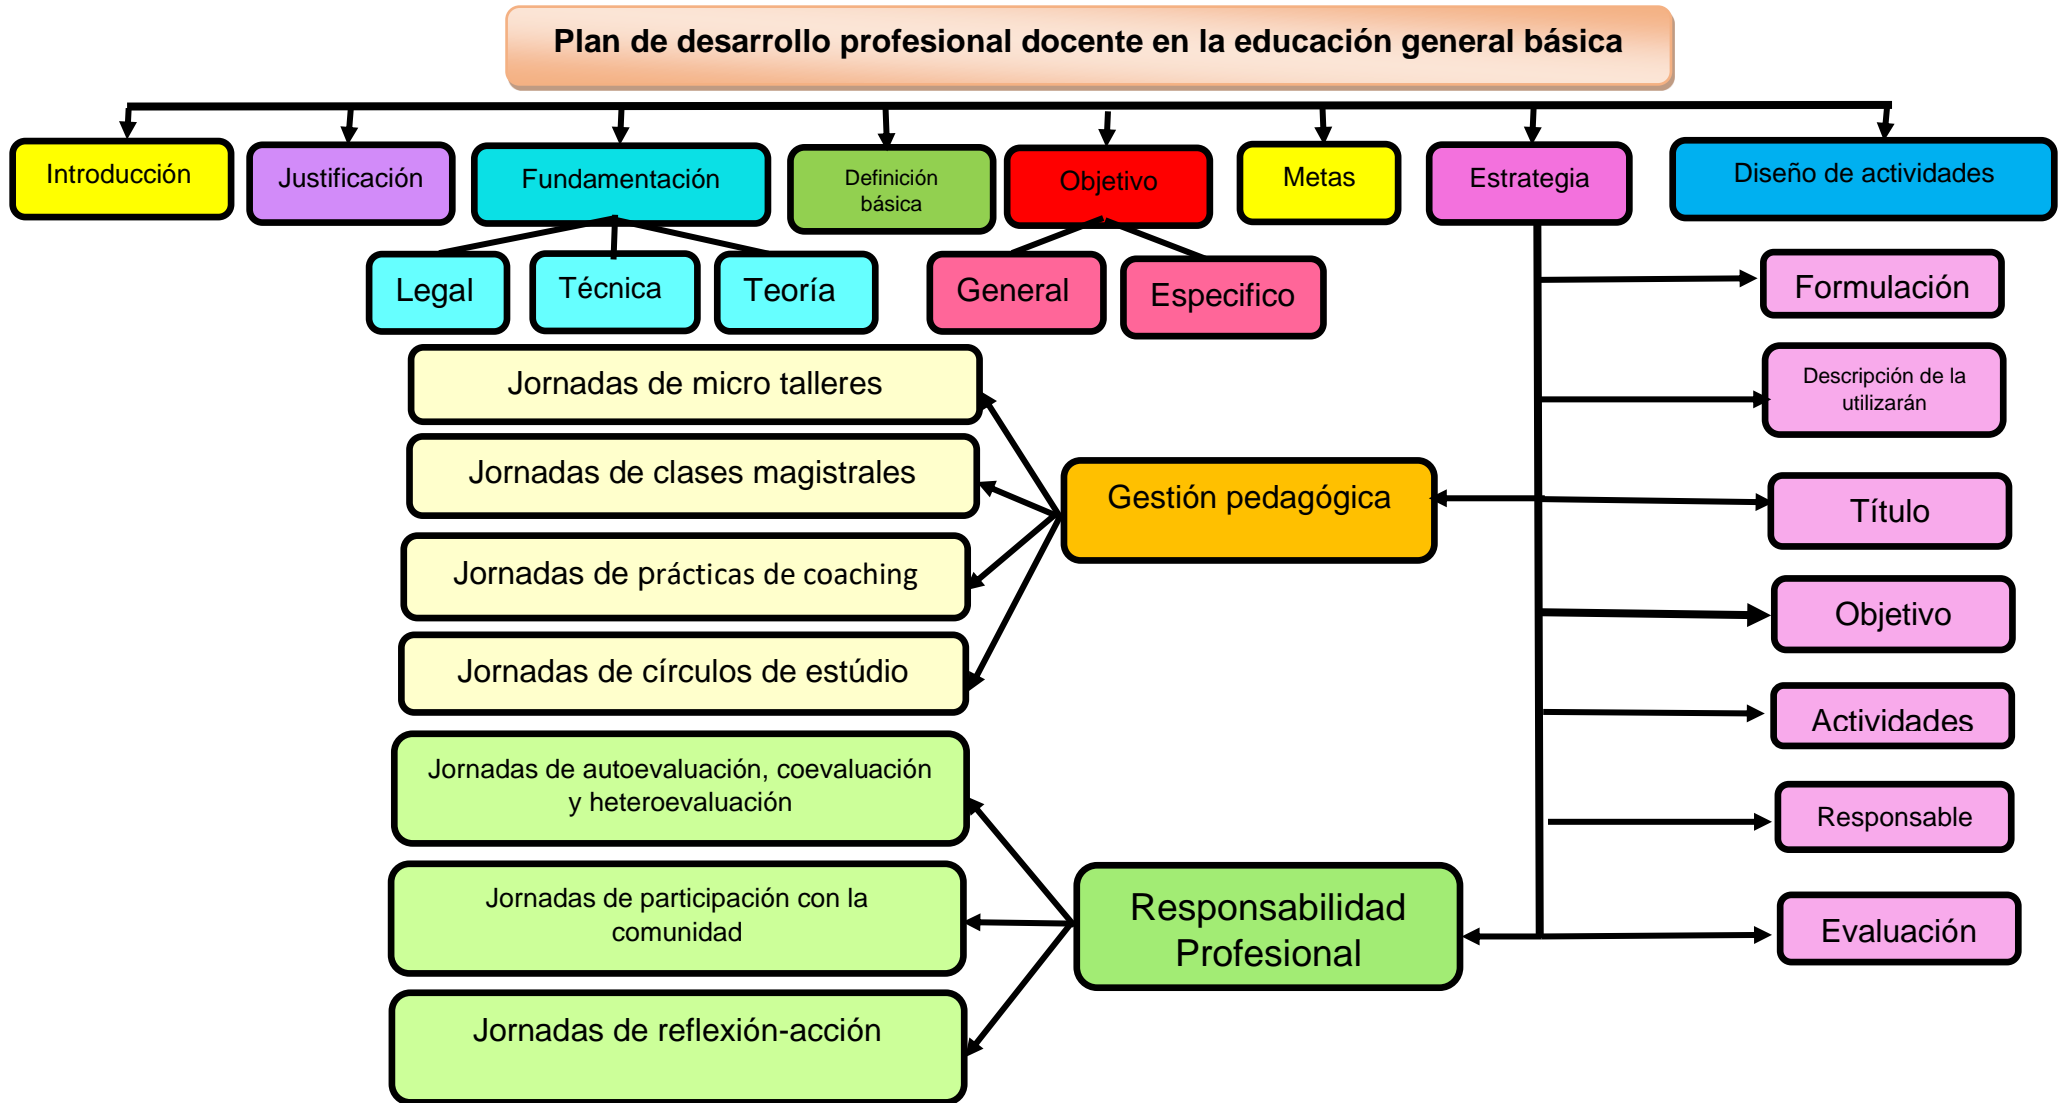 Plan de desarrollo profesional docente en la educación general básica
Introducción
Justificación
Fundamentación
Definición
básica
Objetivo
Metas
Estrategia
Diseño de actividades
Legal
Técnica
Teoría
General
Especifico
Formulación
Descripción de la
utilizarán
Título
Objetivo
Actividades
Responsable
Evaluación
Gestión pedagógica
Jornadas de micro talleres
Jornadas de clases magistrales
Jornadas de prácticas de coaching
Jornadas de círculos de estúdio
Responsabilidad
Profesional
Jornadas de autoevaluación, coevaluación
y heteroevaluación
Jornadas de participación con la
comunidad
Jornadas de reflexión-acción